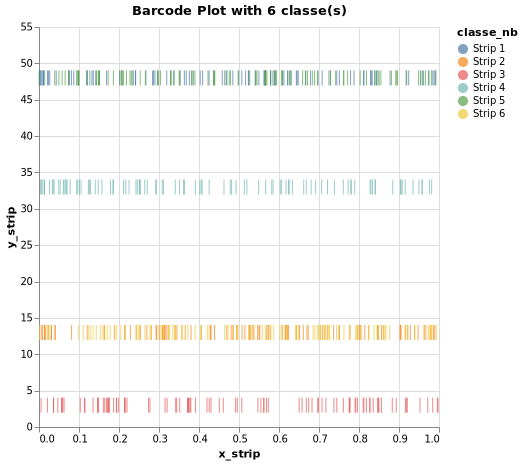 Barcode Plot with 6 classe(s)
classe_nb
Strip 1
Strip 2
Strip 3
Strip 4
Strip 5
Strip 6
y_strip
55
50
45
40
35
30
25
20
15
10
5
0
0.0 0.1 0.2 0.3 0.4 0.5 0.6 0.7 0.8 0.9 1.0
x_strip